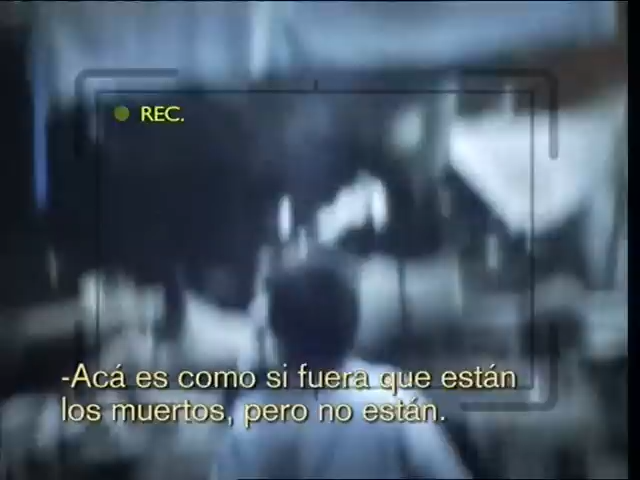 REC.
-Acá es como si fuera que están
los muertos, pero no están.